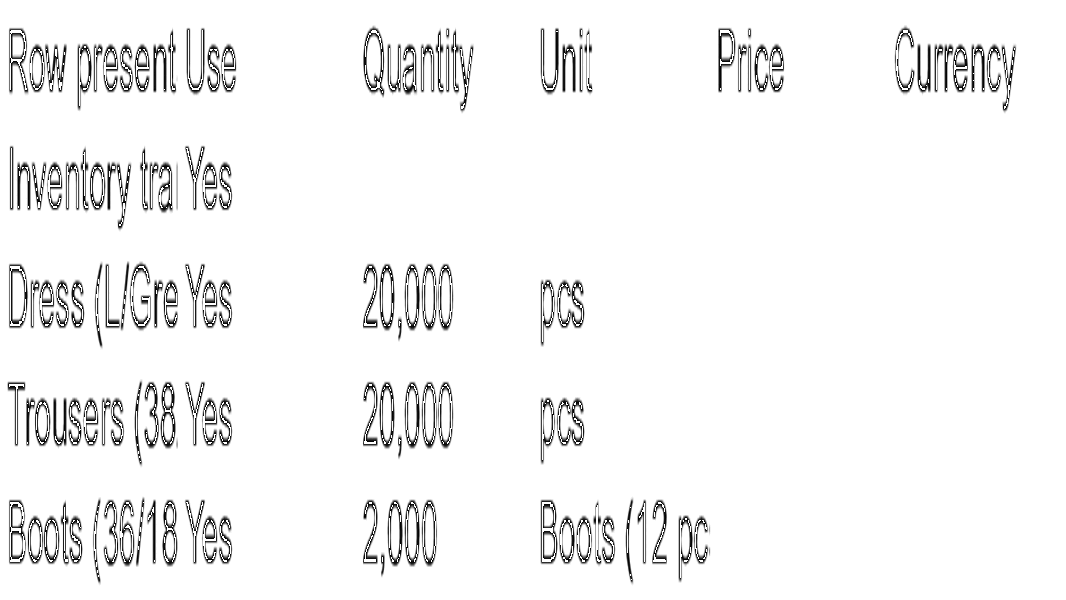 Row present Use Quantity Unit Price Currency
Inventory tra Yes
Dress (L/Gre Yes 20,000 pcs
Trousers (38 Yes 20,000 pcs
Boots (36/18 Yes 2,000 Boots (12 pc